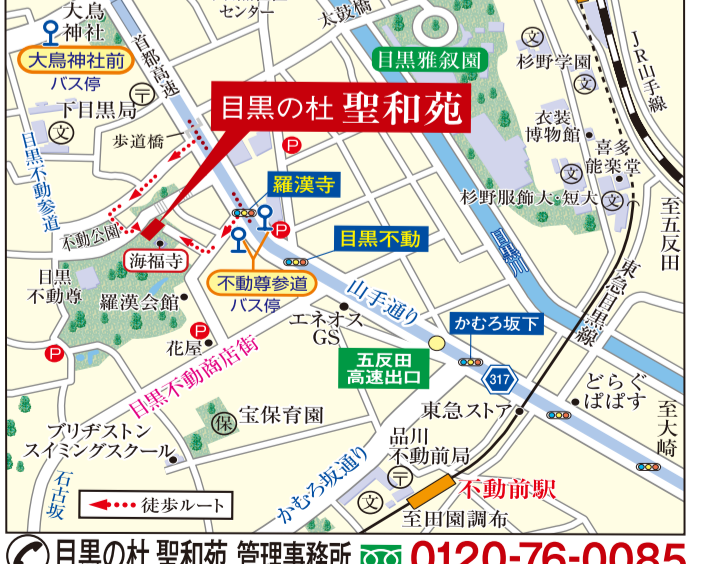 大鳥
神社
大鳥神社前
バス停
首都高速
センター
太鼓橋
目黒雅叙園
文
杉野学園
文
JR山手線
下目黒局
〒
文
歩道橋
目黒の杜 聖和苑
P
衣装
博物館
喜多
能楽堂
文
杉野服飾大・短大
文
至五反田
目黒不動参道
羅漢寺
P
目黒不動
目黒川
不動公園
海福寺
不動尊参道
バス停
目黒
不動尊
羅漢会館
山手通り
東急目黒線
エネオス
GS
かむろ坂下
P
花屋
P
五反田
高速出口
317
目黒不動商店街
どらぐ
ぱぱす
東急ストア
至大崎
保
宝保育園
ブリヂストン
スイミングスクール
品川
不動前局
〒
かむろ坂通り
石古坂
文
不動前駅
徒歩ルート
至田園調布
目黒の杜 聖和苑 管理事務所 0120-76-0085